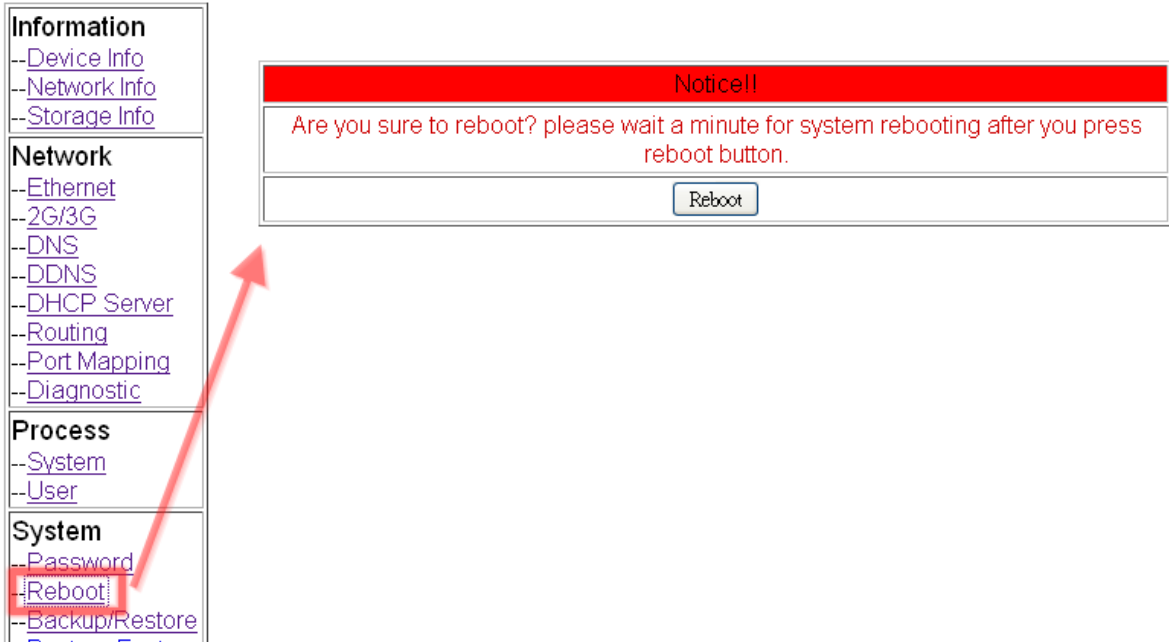 Information
--Device Info
--Network Info
--Storage Info
Network
--Ethernet
--2G/3G
--DNS
--DDNS
--DHCP Server
--Routing
--Port Mapping
--Diagnostic
Process
--System
--User
System
--Password
--Reboot
--Backup/Restore
Notice!!
Are you sure to reboot? please wait a minute for system rebooting after you press
reboot button.
Reboot